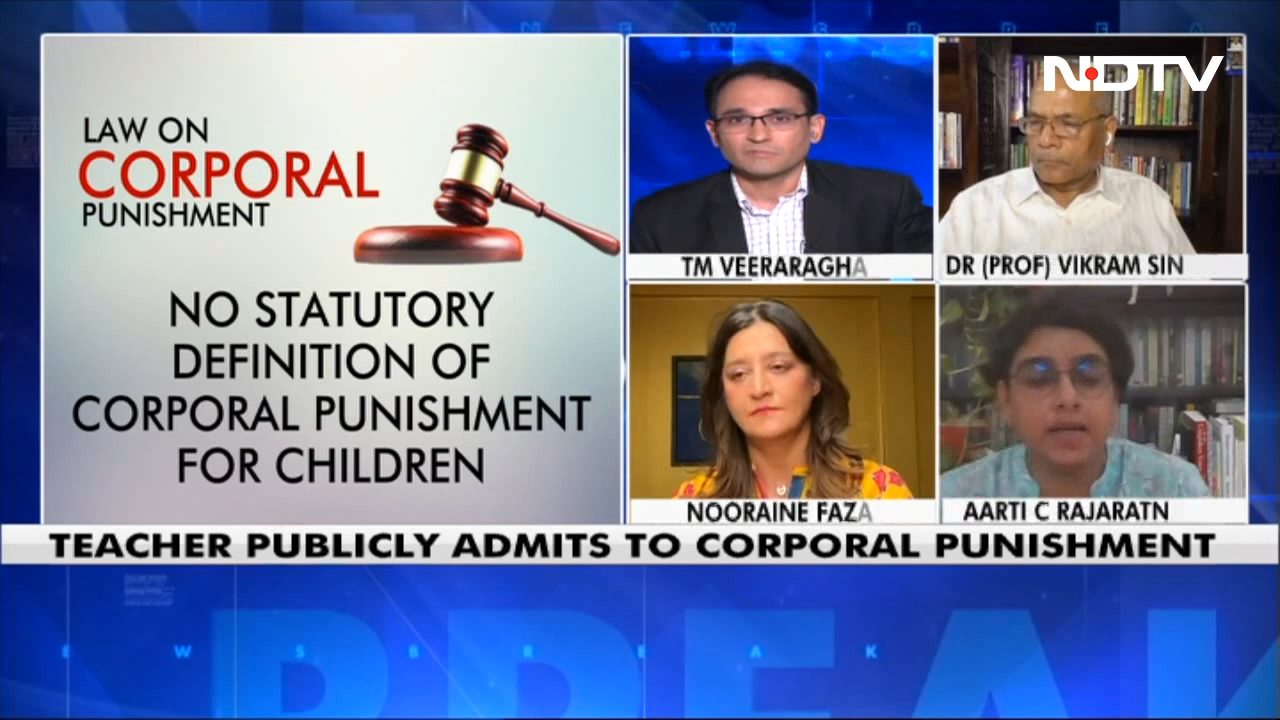 NDTV
LAW ON
CORPORAL
PUNISHMENT
NO STATUTORY
DEFINITION OF
CORPORAL PUNISHMENT
FOR CHILDREN
TM VEERARAGHA
DR (PROF) VIKRAM SIN
NOORAINE FAZA
AARTI C RAJARATN
TEACHER PUBLICLY ADMITS TO CORPORAL PUNISHMENT
E W S B R E A K